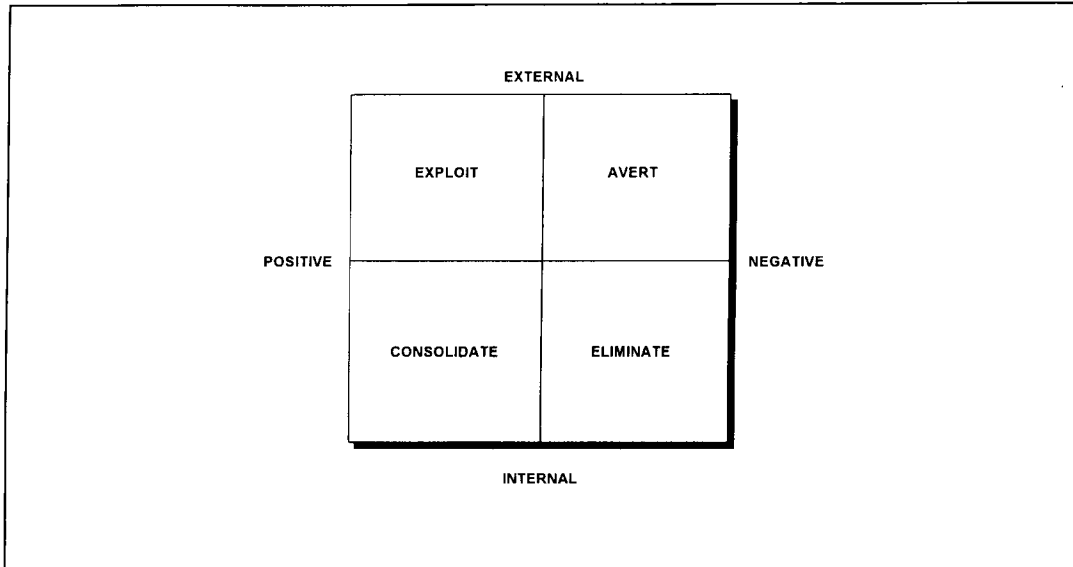 EXTERNAL
EXPLOIT AVERT
POSITIVE NEGATIVE
CONSOLIDATE ELIMINATE
INTERNAL